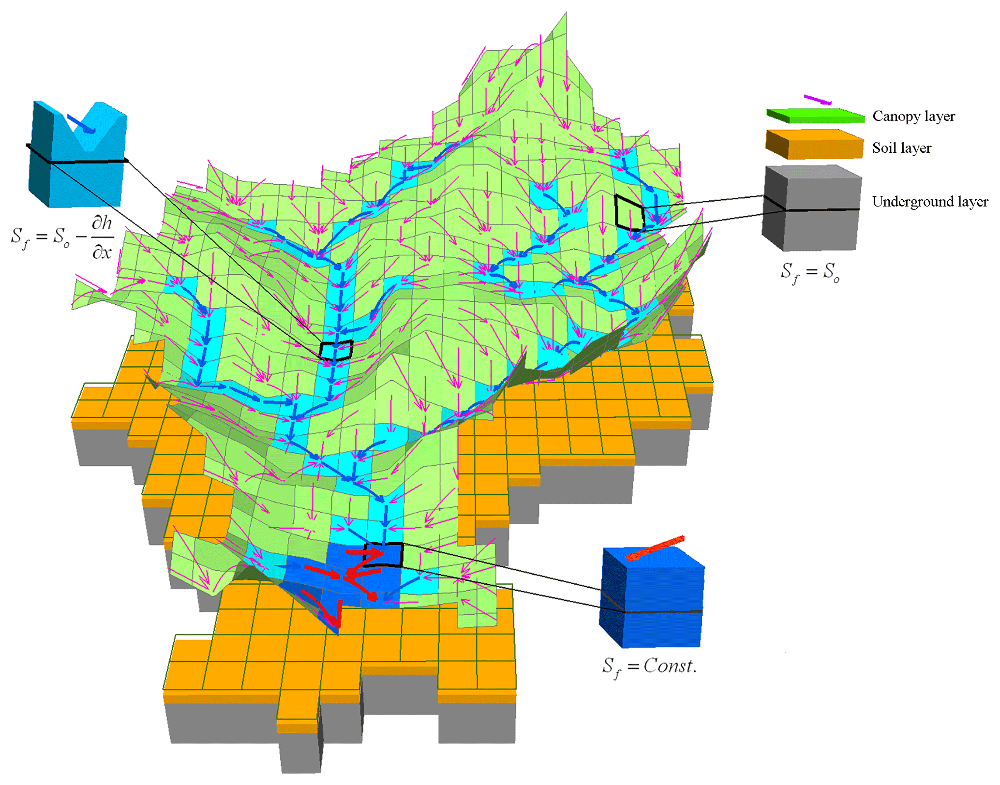 Canopy layer
Soil layer
Underground layer
S_f = S_o − ∂h/∂x
S_f = S_o
S_f = Const.